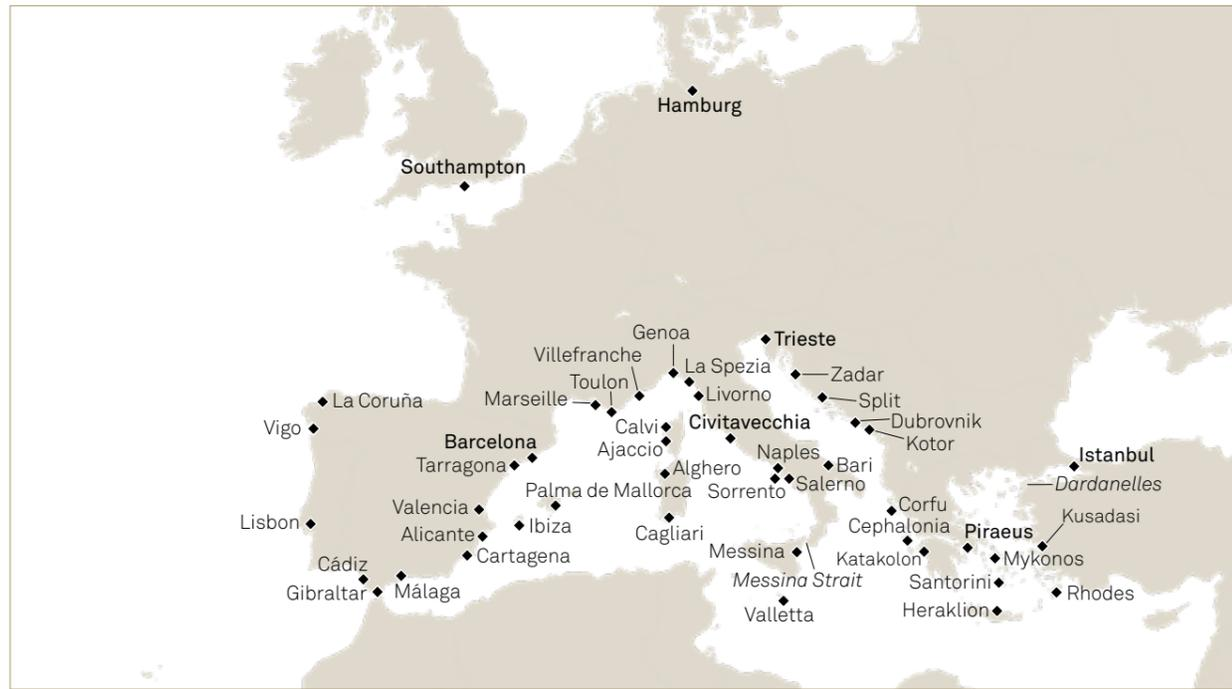 Hamburg
Southampton
Genoa
Trieste
Villefranche
La Spezia
Zadar
Toulon
Marseille
Livorno
Split
La Coruña
Civitavecchia
Dubrovnik
Vigo
Calvi
Kotor
Barcelona
Ajaccio
Naples
Istanbul
Tarragona
Alghero
Bari
Palma de Mallorca
Sorrento
Salerno
Dardanelles
Valencia
Corfu
Kusadasi
Lisbon
Ibiza
Cephalonia
Alicante
Cagliari
Piraeus
Cartagena
Messina
Katakolon
Mykonos
Cádiz
Messina Strait
Santorini
Gibraltar
Málaga
Rhodes
Valletta
Heraklion